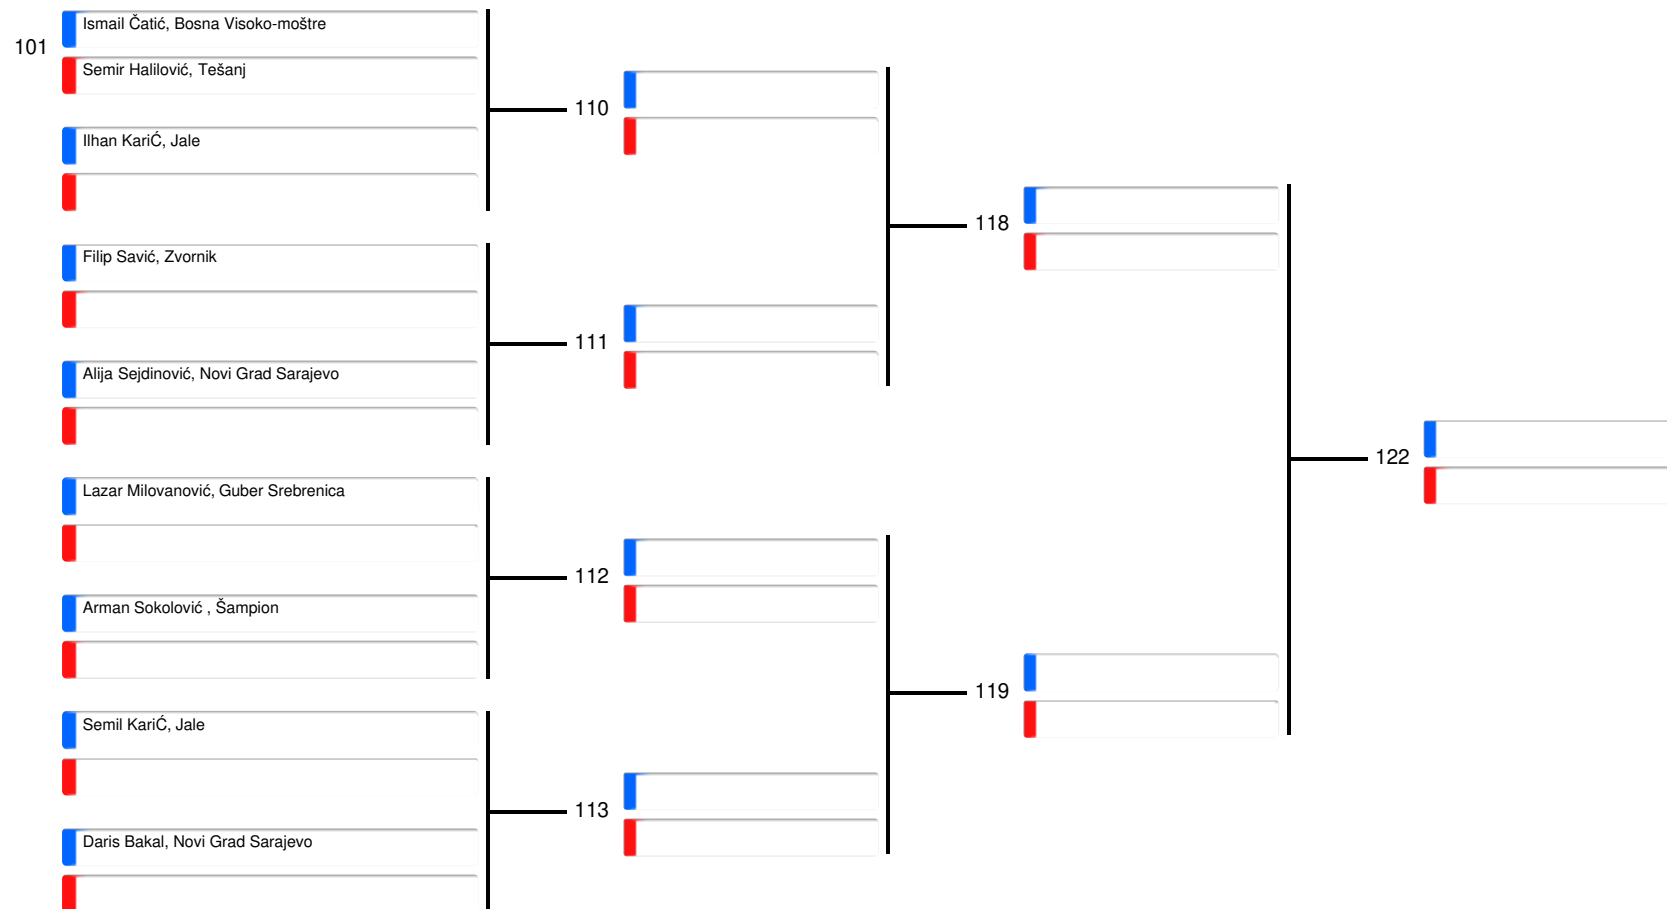 Ismail Čatić, Bosna Visoko-moštre
101
Semir Halilović, Tešanj
110
Ilhan KariĆ, Jale
118
Filip Savić, Zvornik
111
Alija Sejdinović, Novi Grad Sarajevo
122
Lazar Milovanović, Guber Srebrenica
112
Arman Sokolović , Šampion
119
Semil KariĆ, Jale
113
Daris Bakal, Novi Grad Sarajevo